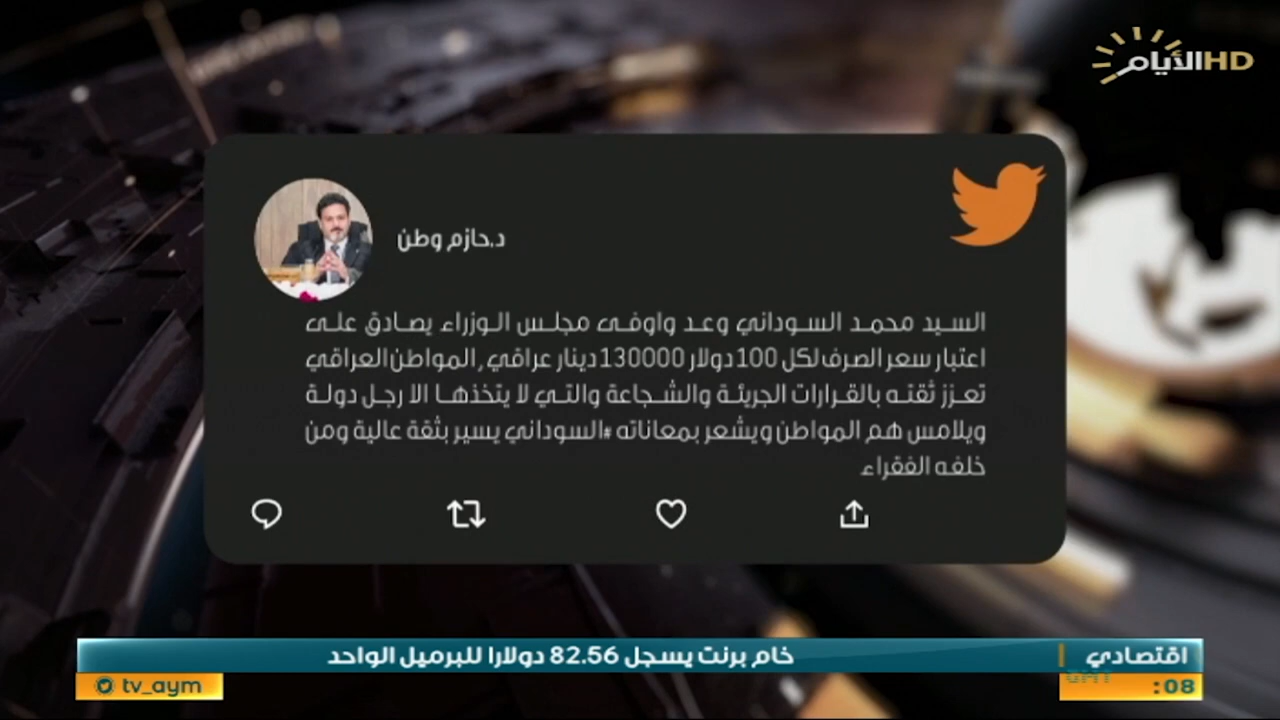 الأيام HD
د.حازم وطن
السيد محمد السوداني وعد واوفى مجلس الوزراء يصادق على
اعتبار سعر الصرف لكل 100 دولار 130000 دينار عراقي , المواطن العراقي
تعزز ثقته بالقرارات الجريئة والشجاعة والتي لا يتخذها الا رجل دولة
ويلامس هم المواطن ويشعر بمعاناته #السوداني يسير بثقة عالية ومن
خلفه الفقراء
اقتصادي
خام برنت يسجل 82.56 دولارا للبرميل الواحد
tv_aym
GMT
:08